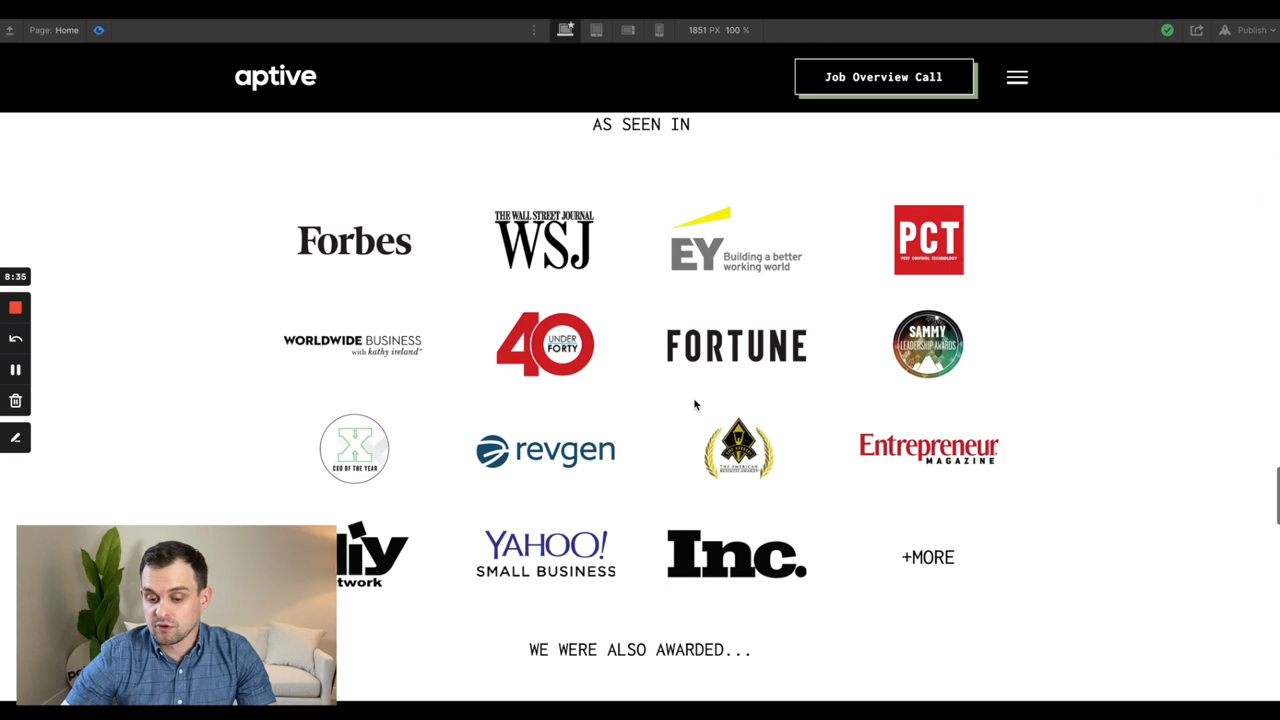 Page: Home
1851 PX 100 %
Publish
aptive
Job Overview Call
AS SEEN IN
Forbes
THE WALL STREET JOURNAL
WSJ
EY Building a better
working world
PCT
PEST CONTROL TECHNOLOGY
8:35
WORLDWIDE BUSINESS
with kathy ireland
40 UNDER
FORTY
FORTUNE
SAMMY
LEADERSHIP AWARDS
X
CXO OF THE YEAR
revgen
THE AMERICAN
BUSINESS AWARDS
Entrepreneur
MAGAZINE
diy
twork
YAHOO!
SMALL BUSINESS
Inc.
+MORE
WE WERE ALSO AWARDED...